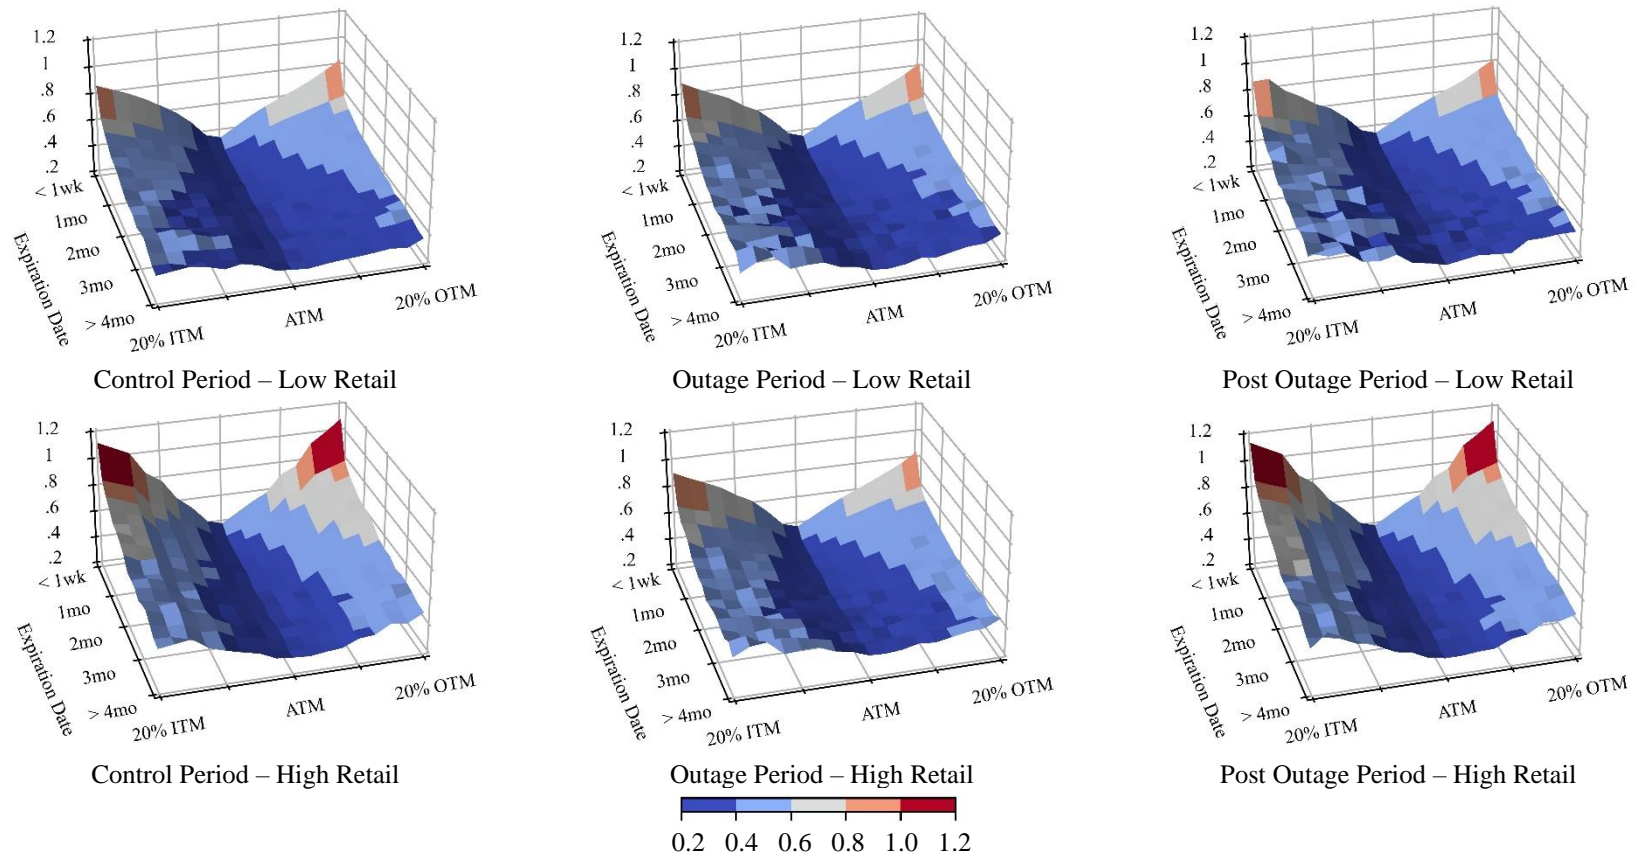 1.2
1
.8
.6
.4
.2
< 1wk
1mo
2mo
3mo
> 4mo
Expiration Date
20% ITM
ATM
20% OTM
Control Period – Low Retail
1.2
1
.8
.6
.4
.2
< 1wk
1mo
2mo
3mo
> 4mo
Expiration Date
20% ITM
ATM
20% OTM
Outage Period – Low Retail
1.2
1
.8
.6
.4
.2
< 1wk
1mo
2mo
3mo
> 4mo
Expiration Date
20% ITM
ATM
20% OTM
Post Outage Period – Low Retail
1.2
1
.8
.6
.4
.2
< 1wk
1mo
2mo
3mo
> 4mo
Expiration Date
20% ITM
ATM
20% OTM
Control Period – High Retail
1.2
1
.8
.6
.4
.2
< 1wk
1mo
2mo
3mo
> 4mo
Expiration Date
20% ITM
ATM
20% OTM
Outage Period – High Retail
1.2
1
.8
.6
.4
.2
< 1wk
1mo
2mo
3mo
> 4mo
Expiration Date
20% ITM
ATM
20% OTM
Post Outage Period – High Retail
0.2 0.4 0.6 0.8 1.0 1.2